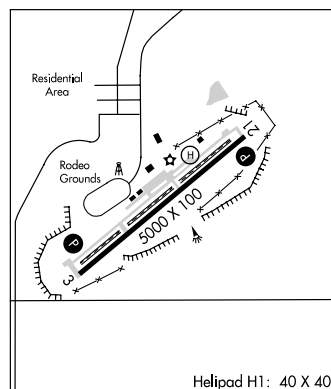 Residential
Area
Rodeo
Grounds
H
21
P
5000 X 100
P
3
Helipad H1: 40 X 40